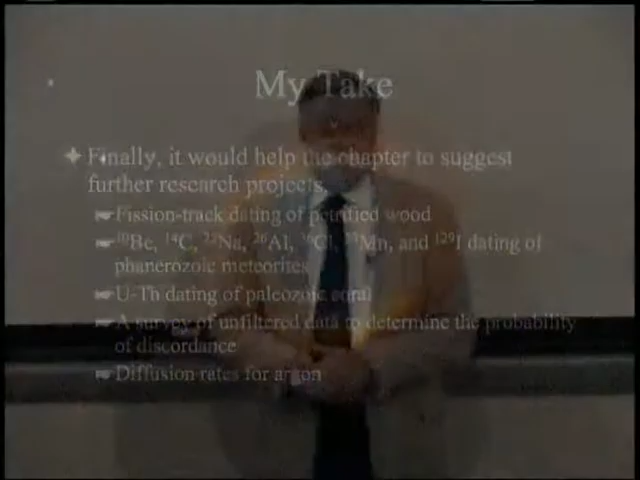 My Take
Finally, it would help the chapter to suggest
further research projects,
Fission-track dating of petrified wood
¹⁰Be, ¹⁴C, ²²Na, ²⁶Al, ³⁶Cl, ⁵³Mn, and ¹²⁹I dating of
phanerozoic meteorites
U-Th dating of paleozoic coral
A survey of unfiltered data to determine the probability
of discordance
Diffusion rates for argon